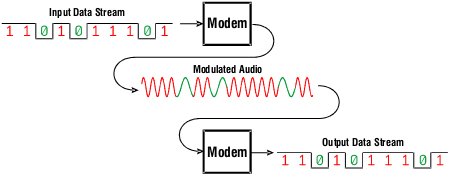 Input Data Stream
1 1 0 1 0 1 1 1 0 1
Modem
Modulated Audio
Modem
Output Data Stream
1 1 0 1 0 1 1 1 0 1